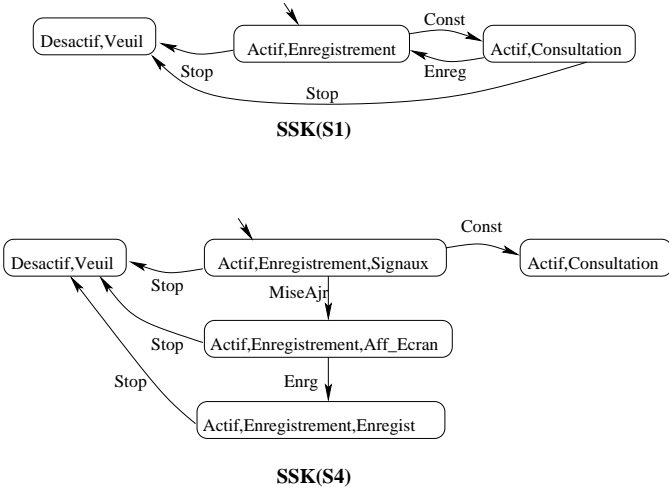 Const
Desactif,Veuil
Actif,Enregistrement
Actif,Consultation
Stop
Enreg
Stop
SSK(S1)
Const
Desactif,Veuil
Actif,Enregistrement,Signaux
Actif,Consultation
Stop
MiseAjr
Stop
Actif,Enregistrement,Aff_Ecran
Stop
Enrg
Actif,Enregistrement,Enregist
SSK(S4)